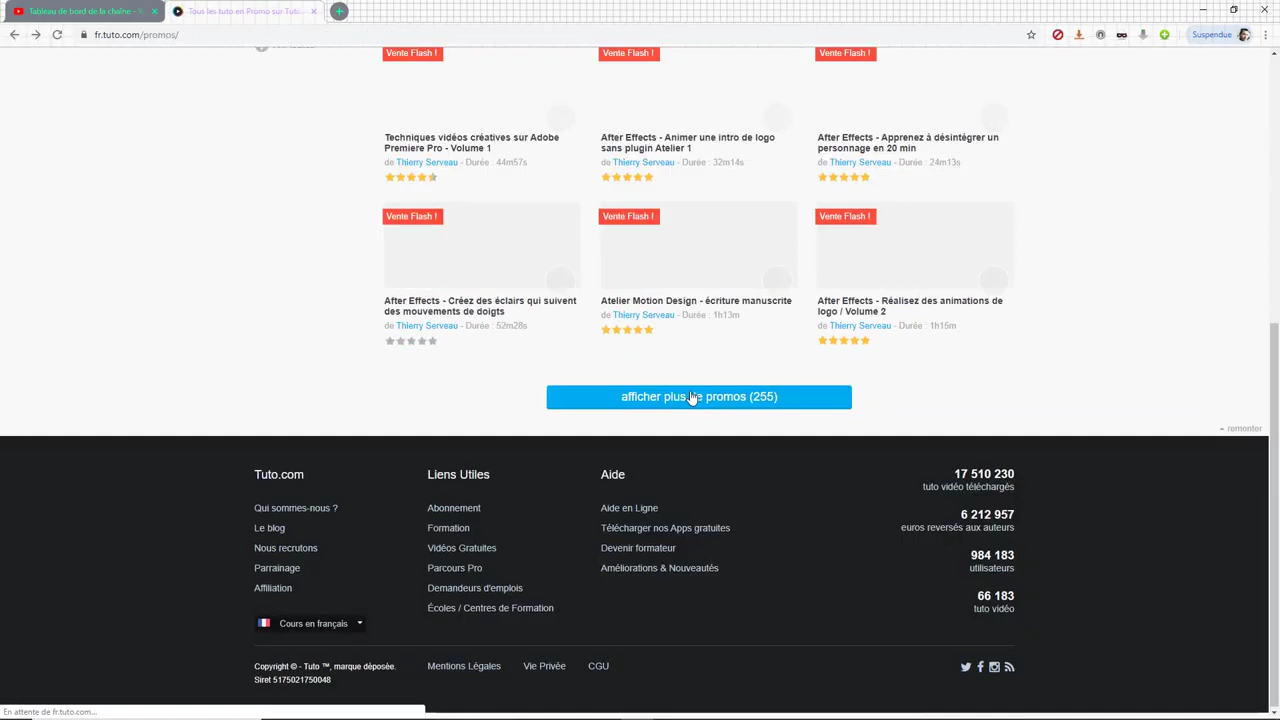 Tableau de bord de la chaîne -
Tous les tuto en Promo sur Tuto
fr.tuto.com/promos/
Suspendue
Vente Flash !
Vente Flash !
Vente Flash !
Techniques vidéos créatives sur Adobe
Premiere Pro - Volume 1
de Thierry Serveau - Durée : 44m57s
After Effects - Animer une intro de logo
sans plugin Atelier 1
de Thierry Serveau - Durée : 32m14s
After Effects - Apprenez à désintégrer un
personnage en 20 min
de Thierry Serveau - Durée : 24m13s
Vente Flash !
Vente Flash !
Vente Flash !
After Effects - Créez des éclairs qui suivent
des mouvements de doigts
de Thierry Serveau - Durée : 52m28s
Atelier Motion Design - écriture manuscrite
de Thierry Serveau - Durée : 1h13m
After Effects - Réalisez des animations de
logo / Volume 2
de Thierry Serveau - Durée : 1h15m
afficher plus de promos (255)
remonter
Tuto.com
Qui sommes-nous ?
Le blog
Nous recrutons
Parrainage
Affiliation
Cours en français
Liens Utiles
Abonnement
Formation
Vidéos Gratuites
Parcours Pro
Demandeurs d'emplois
Écoles / Centres de Formation
Aide
Aide en Ligne
Télécharger nos Apps gratuites
Devenir formateur
Améliorations & Nouveautés
17 510 230
tuto vidéo téléchargés
6 212 957
euros reversés aux auteurs
984 183
utilisateurs
66 183
tuto vidéo
Copyright © - Tuto ™, marque déposée.
Siret 5175021750048
Mentions Légales
Vie Privée
CGU
En attente de fr.tuto.com...